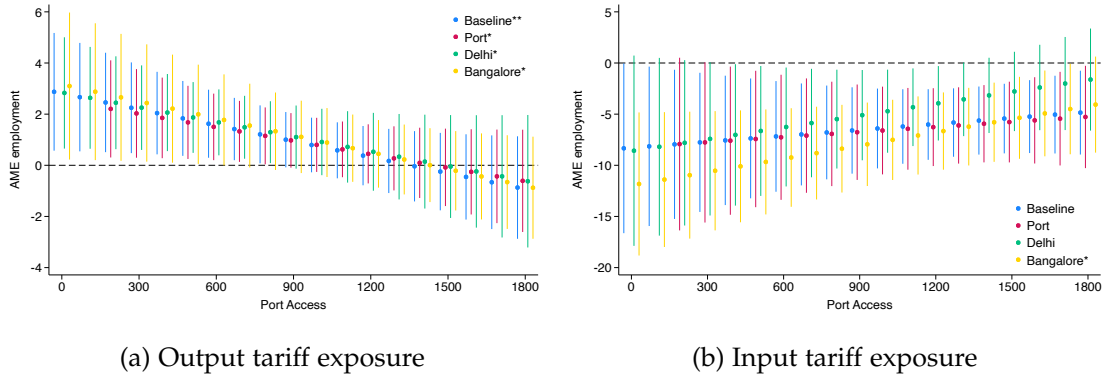 6
4
2
0
-2
-4
AME employment
0 300 600 900 1200 1500 1800
Port Access
Baseline**
Port*
Delhi*
Bangalore*
(a) Output tariff exposure
5
0
-5
-10
-15
-20
AME employment
0 300 600 900 1200 1500 1800
Port Access
Baseline
Port
Delhi
Bangalore*
(b) Input tariff exposure